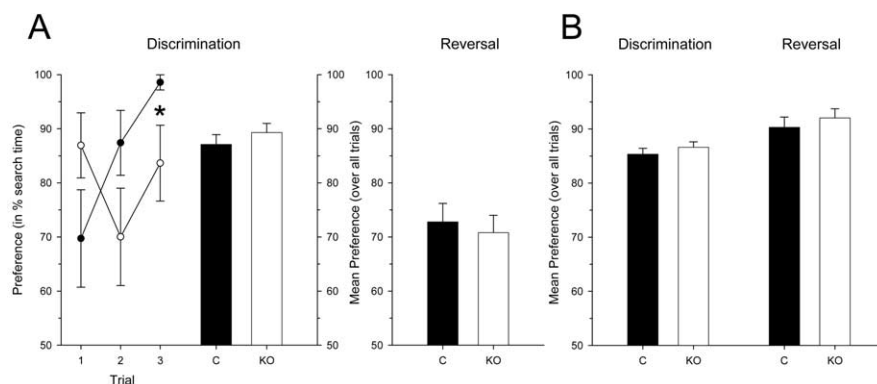 A
B
Discrimination
Reversal
Discrimination
Reversal
Preference (in % search time)
100
90
80
70
60
50
100
90
80
70
60
50
*
1 2 3 C KO
Trial
Mean Preference (over all trials)
100
90
80
70
60
50
C KO
Mean Preference (over all trials)
100
90
80
70
60
50
C KO C KO